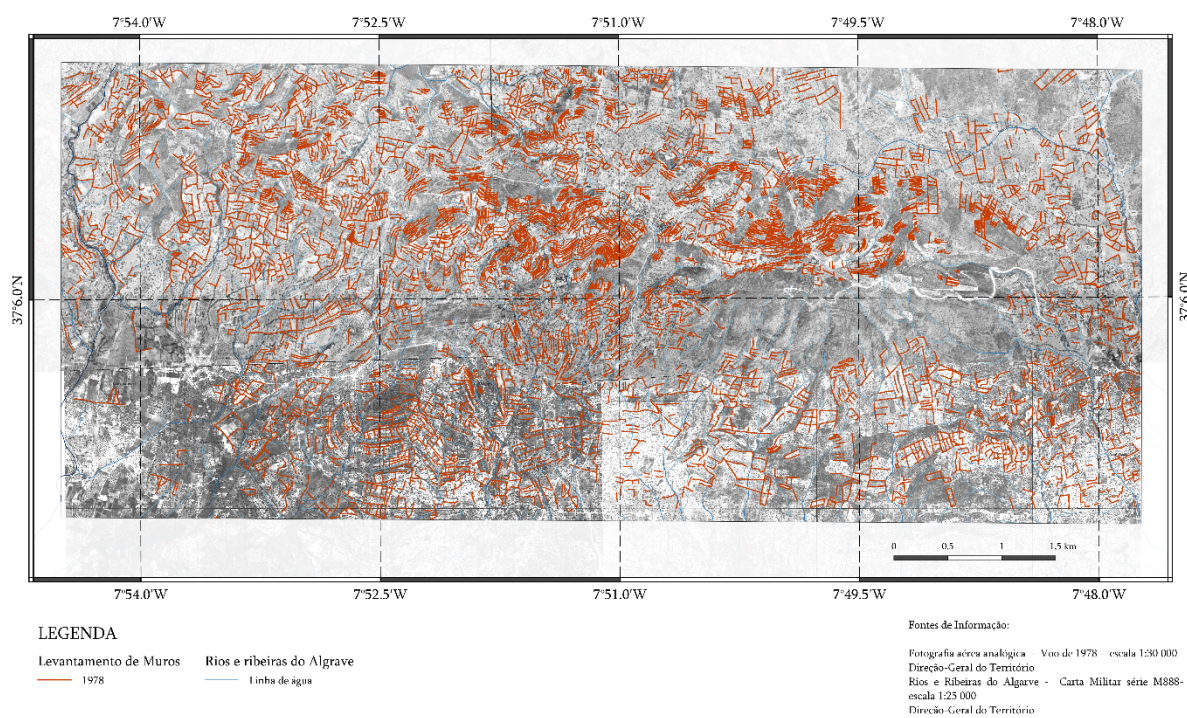 7°54.0'W 7°52.5'W 7°51.0'W 7°49.5'W 7°48.0'W
37°6.0'N 37°6.0'N
0 0,5 1 1,5 km
7°54.0'W 7°52.5'W 7°51.0'W 7°49.5'W 7°48.0'W
LEGENDA
Levantamento de Muros Rios e ribeiras do Algrave
1978 Linha de água
Fontes de Informação:
Fotografia aérea analógica - Voo de 1978 - escala 1:30 000
Direção-Geral do Território
Rios e Ribeiras do Algarve - Carta Militar série M888-
escala 1:25 000
Direção-Geral do Território